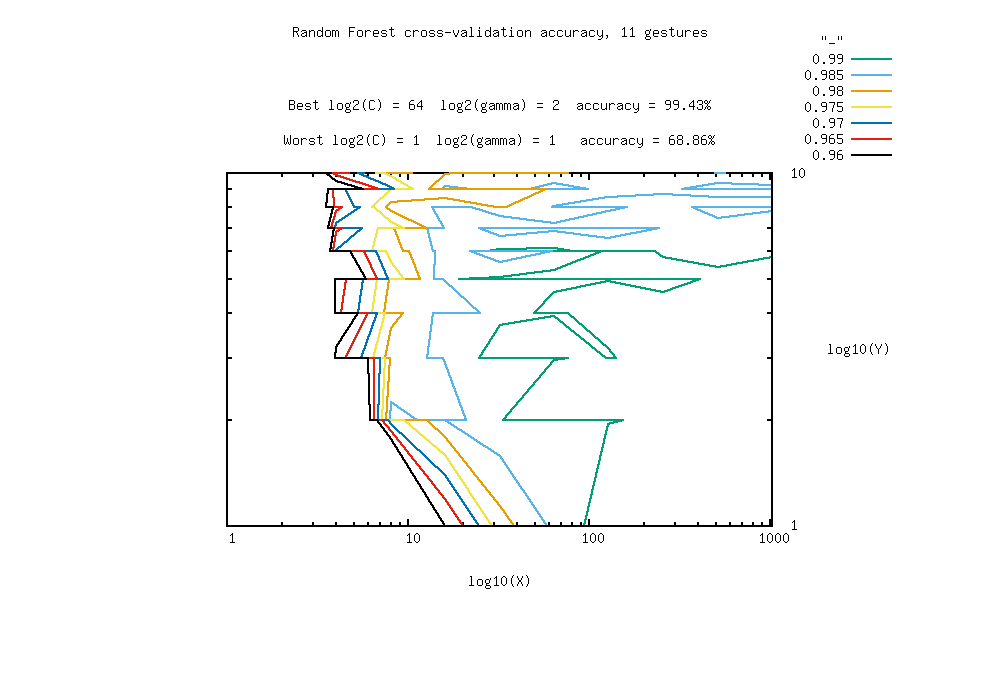 Random Forest cross-validation accuracy, 11 gestures
"_"
0.99
0.985
0.98
0.975
0.97
0.965
0.96
Best log2(C) = 64  log2(gamma) = 2  accuracy = 99.43%
Worst log2(C) = 1  log2(gamma) = 1   accuracy = 68.86%
10
log10(Y)
1
1 10 100 1000
log10(X)